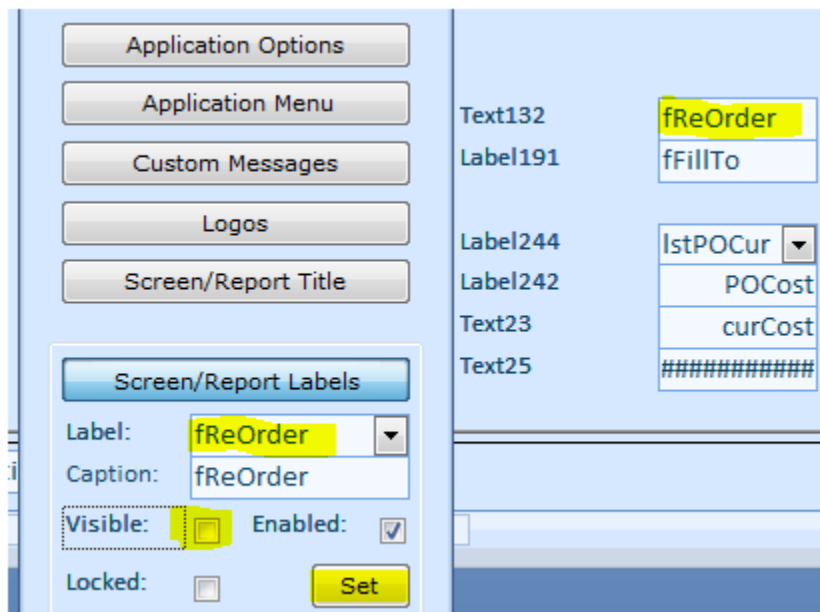 Application Options
Application Menu
Custom Messages
Logos
Screen/Report Title
Screen/Report Labels
Label: fReOrder
Caption: fReOrder
Visible: Enabled:
Locked: Set
Text132 fReOrder
Label191 fFillTo
Label244 lstPOCur
Label242 POCost
Text23 curCost
Text25 ############